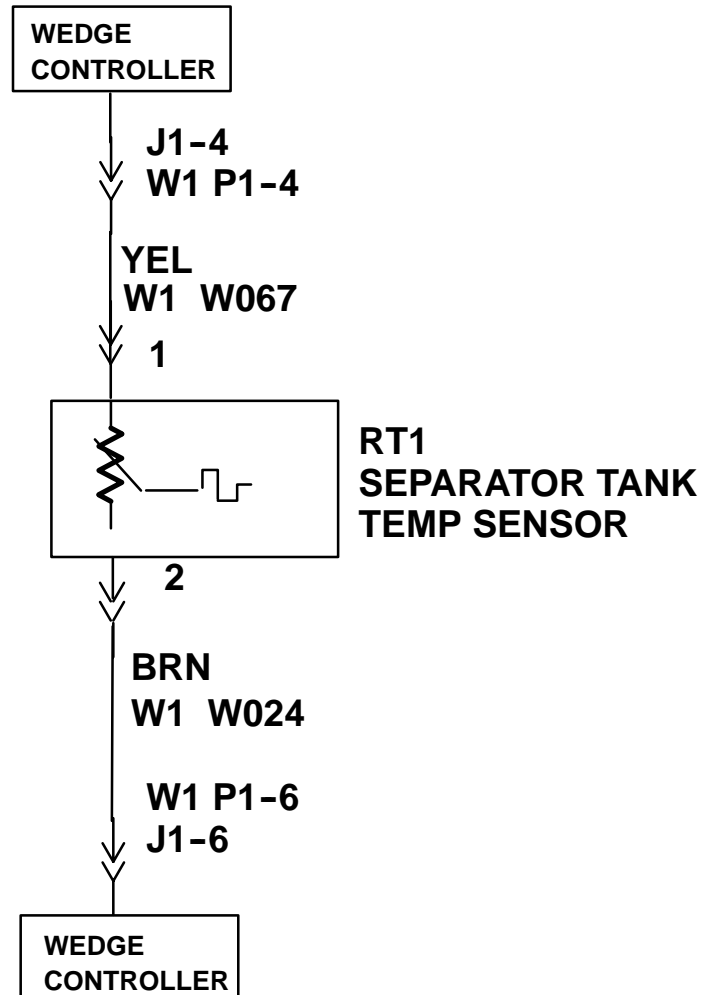 WEDGE
CONTROLLER
J1-4
W1 P1-4
YEL
W1 W067
1
RT1
SEPARATOR TANK
TEMP SENSOR
2
BRN
W1 W024
W1 P1-6
J1-6
WEDGE
CONTROLLER